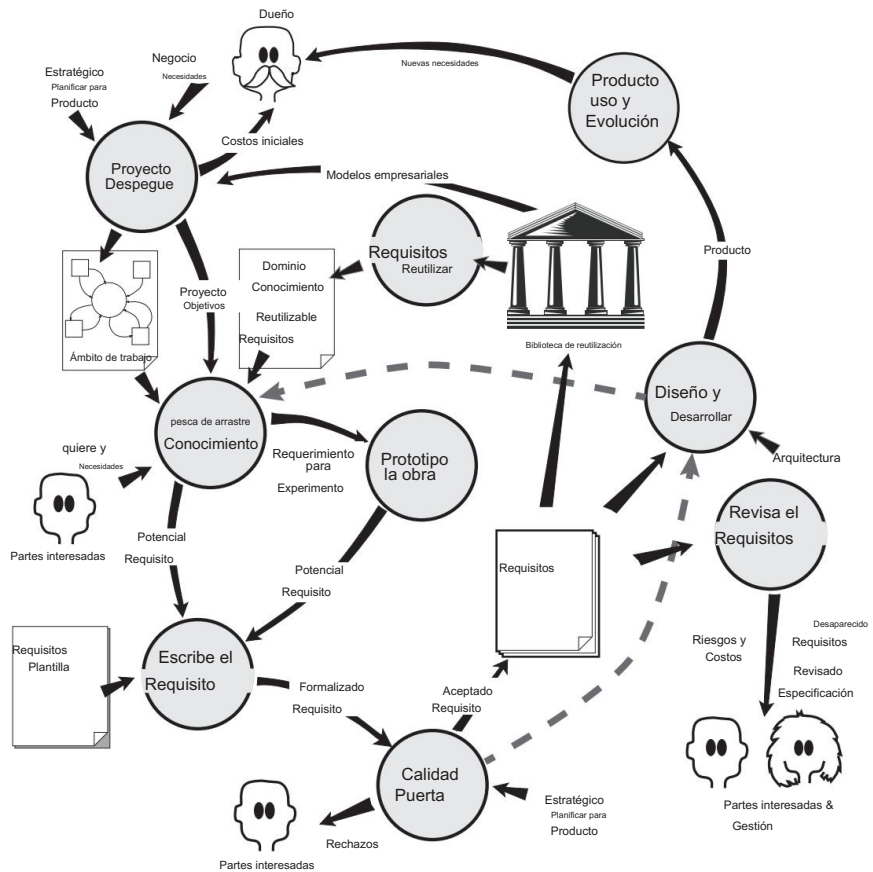 Dueño
Negocio
Necesidades
Estratégico
Planificar para
Producto
Nuevas necesidades
Producto
uso y
Evolución
Costos iniciales
Proyecto
Despegue
Modelos empresariales
Requisitos
Reutilizar
Producto
Dominio
Conocimiento
Reutilizable
Requisitos
Proyecto
Objetivos
Ámbito de trabajo
Biblioteca de reutilización
Diseño y
Desarrollar
Arquitectura
pesca de arrastre
Conocimiento
quiere y
Necesidades
Partes interesadas
Requerimiento
para
Experimento
Prototipo
la obra
Potencial
Requisito
Potencial
Requisito
Requisitos
Revisa el
Requisitos
Requisitos
Plantilla
Escribe el
Requisito
Formalizado
Requisito
Aceptado
Requisito
Riesgos y
Costos
Desaparecido
Requisitos
Revisado
Especificación
Calidad
Puerta
Estratégico
Planificar para
Producto
Rechazos
Partes interesadas
Partes interesadas &
Gestión